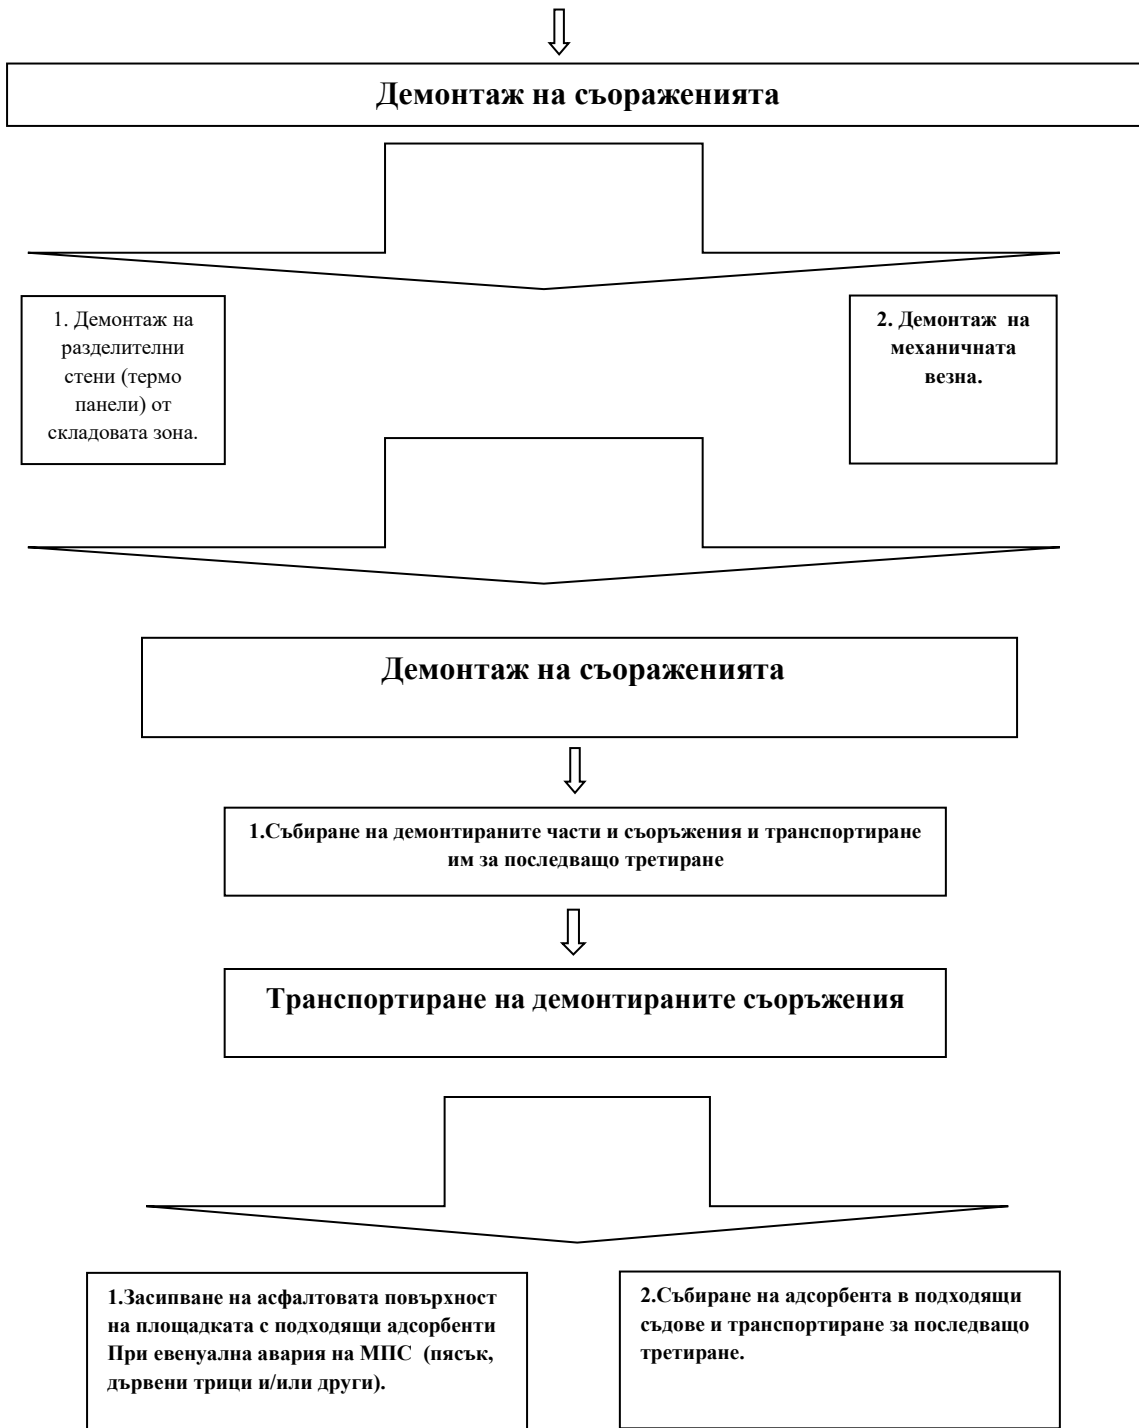 Демонтаж на съораженията
1. Демонтаж на
разделителни
стени (термо
панели) от
складовата зона.
2. Демонтаж на
механичната
везна.
Демонтаж на съораженията
1.Събиране на демонтираните части и съоръжения и транспортиране
им за последващо третиране
Транспортиране на демонтираните съоръжения
1.Засипване на асфалтовата повърхност
на площадката с подходящи адсорбенти
При евенуална авария на МПС (пясък,
дървени трици и/или други).
2.Събиране на адсорбента в подходящи
съдове и транспортиране за последващо
третиране.